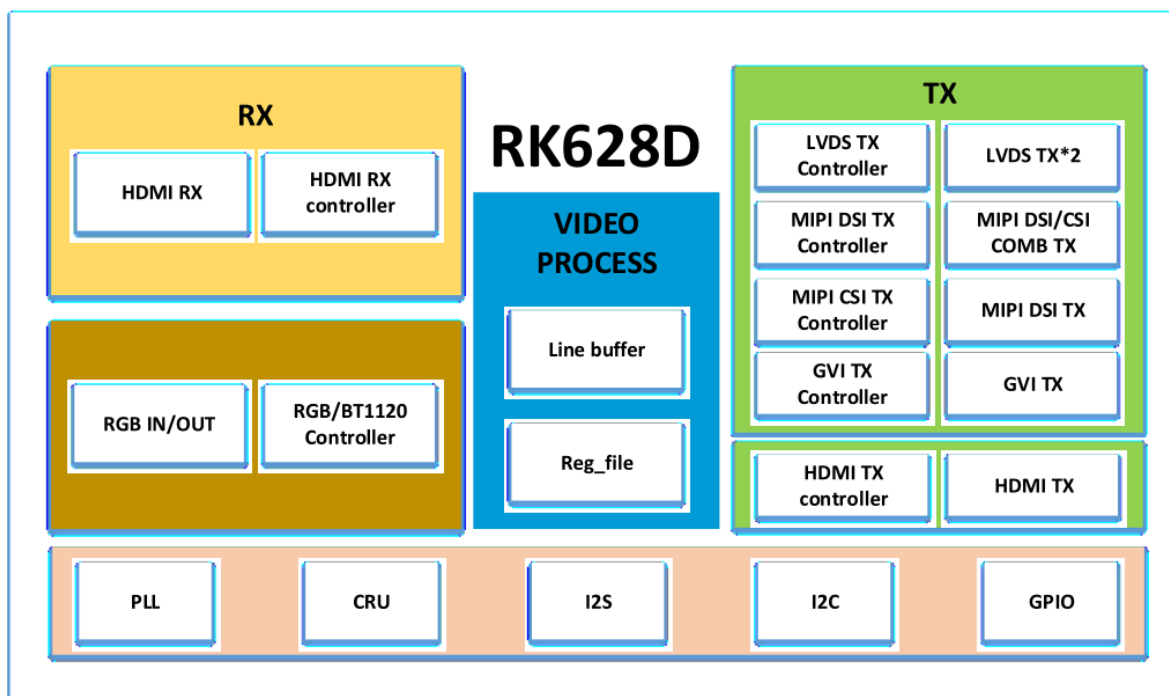 RX
HDMI RX
HDMI RX
controller
RGB IN/OUT
RGB/BT1120
Controller
RK628D
VIDEO
PROCESS
Line buffer
Reg_file
TX
LVDS TX
Controller
LVDS TX*2
MIPI DSI TX
Controller
MIPI DSI/CSI
COMB TX
MIPI CSI TX
Controller
MIPI DSI TX
GVI TX
Controller
GVI TX
HDMI TX
controller
HDMI TX
PLL
CRU
I2S
I2C
GPIO